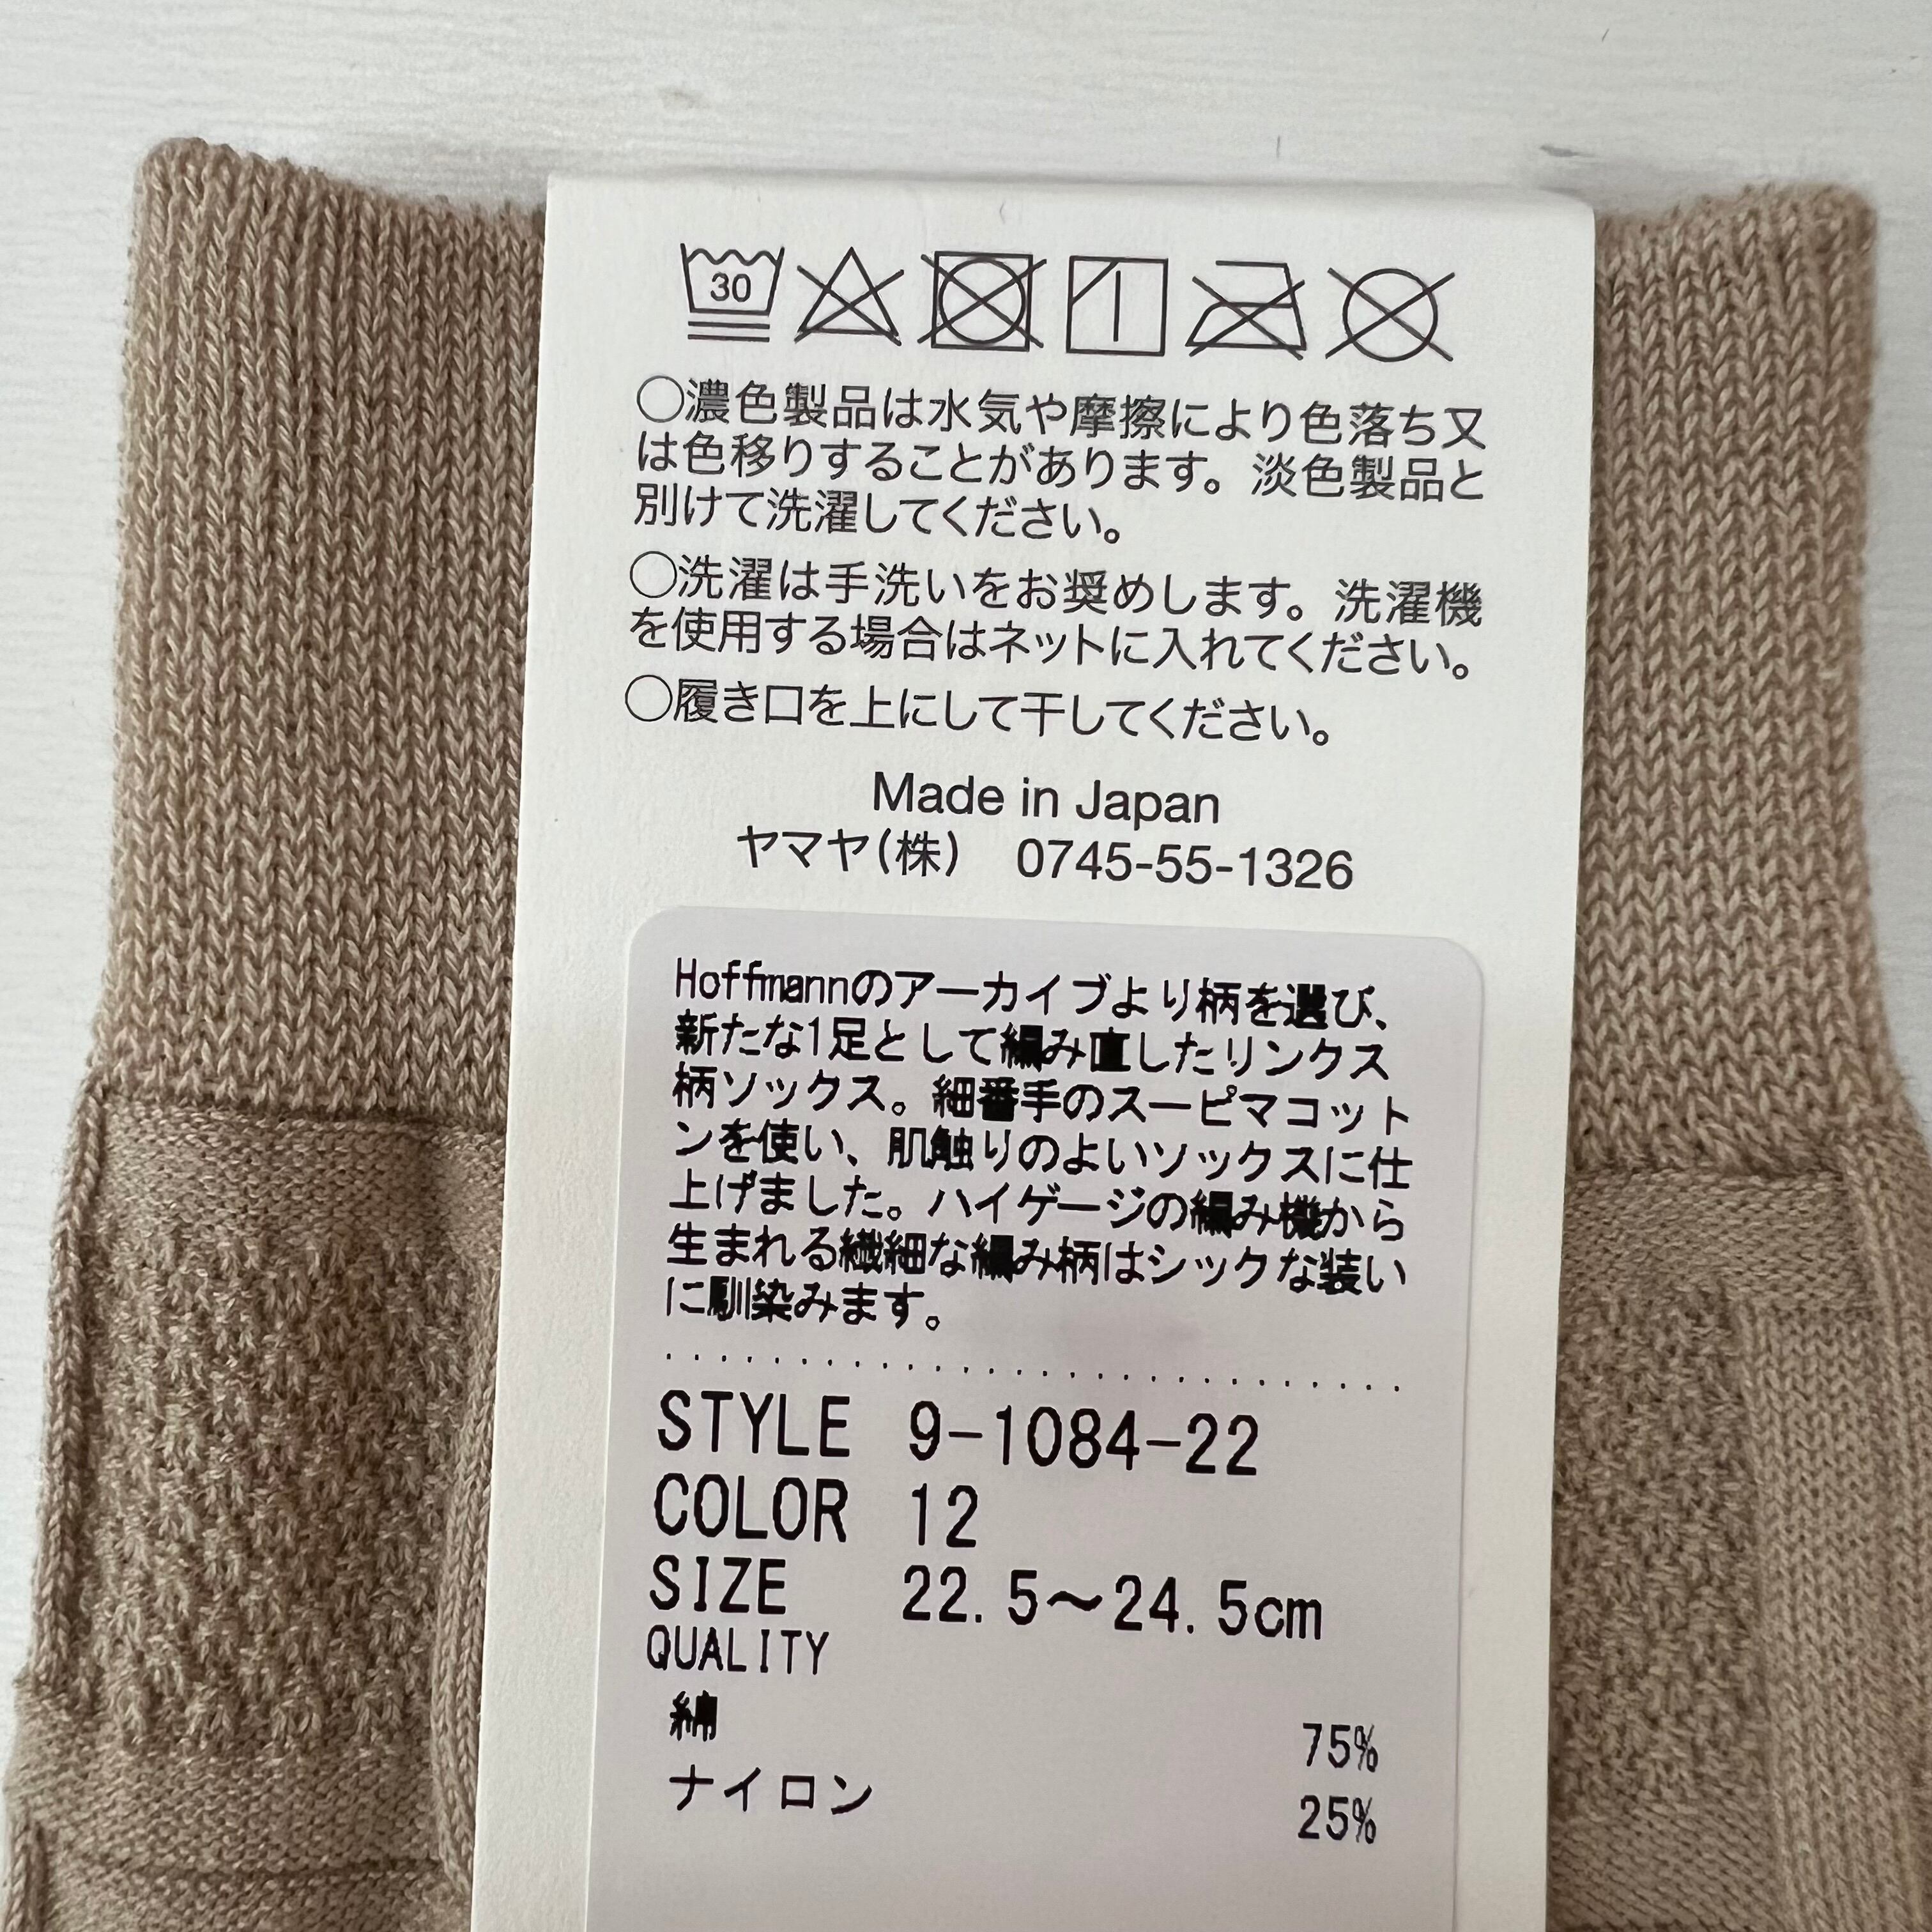 30
○濃色製品は水気や摩擦により色落ち又
は色移りすることがあります。淡色製品と
別けて洗濯してください。
○洗濯は手洗いをお奨めします。洗濯機
を使用する場合はネットに入れてください。
○履き口を上にして干してください。
Made in Japan
ヤマヤ(株) 0745-55-1326
Hoffmannのアーカイブより柄を選び、
新たな1足として編み直したリンクス
柄ソックス。細番手のスーピマコット
ンを使い、肌触りのよいソックスに仕
上げました。ハイゲージの編み機から
生まれる繊細な編み柄はシックな装い
に馴染みます。
STYLE 9-1084-22
COLOR 12
SIZE 22.5～24.5cm
QUALITY
綿 75%
ナイロン 25%